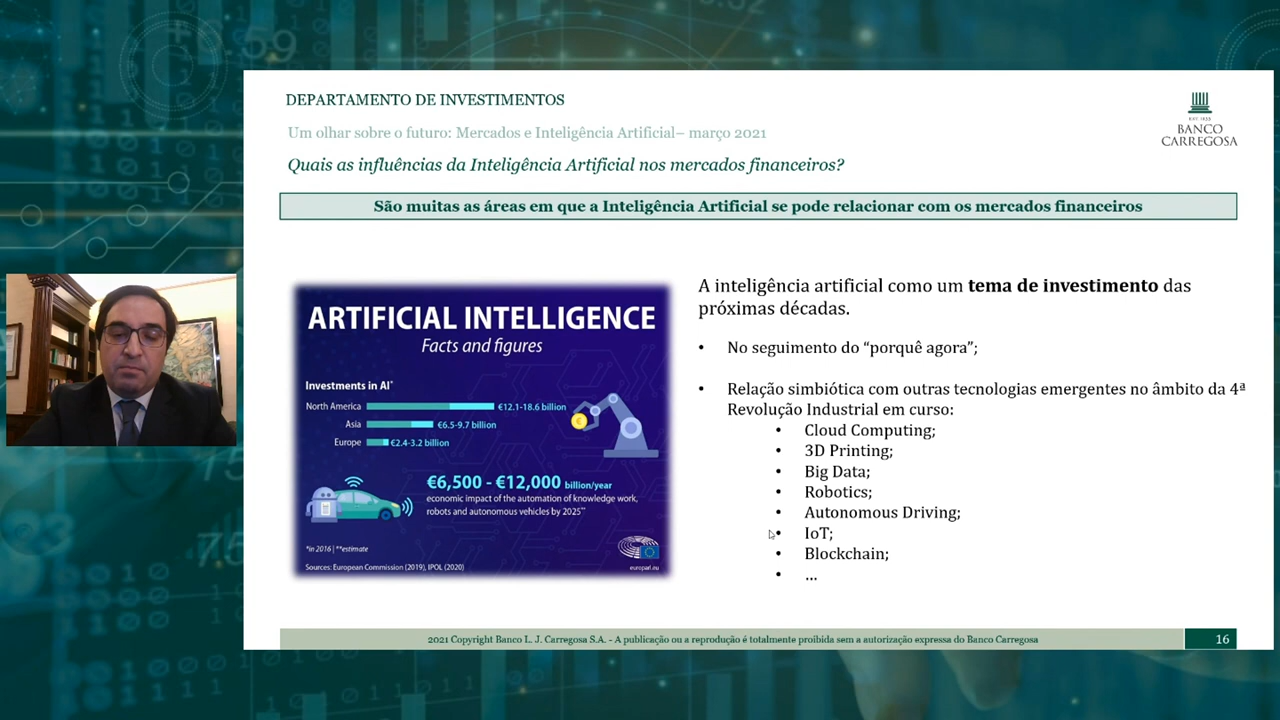 DEPARTAMENTO DE INVESTIMENTOS
Um olhar sobre o futuro: Mercados e Inteligência Artificial– março 2021
Quais as influências da Inteligência Artificial nos mercados financeiros?
BANCO
CARREGOSA
São muitas as áreas em que a Inteligência Artificial se pode relacionar com os mercados financeiros
ARTIFICIAL INTELLIGENCE
Facts and figures
Investments in AI*
North America €12.1-18.6 billion
Asia €6.5-9.7 billion
Europe €2.4-3.2 billion
€6,500 - €12,000 billion/year
economic impact of the automation of knowledge work,
robots and autonomous vehicles by 2025**
*in 2016 | **estimate
Sources: European Commission (2019), IPOL (2020)
europarl.eu
A inteligência artificial como um tema de investimento das
próximas décadas.
• No seguimento do “porquê agora”;
• Relação simbiótica com outras tecnologias emergentes no âmbito da 4ª
Revolução Industrial em curso:
• Cloud Computing;
• 3D Printing;
• Big Data;
• Robotics;
• Autonomous Driving;
• IoT;
• Blockchain;
• …
2021 Copyright Banco L. J. Carregosa S.A. - A publicação ou a reprodução é totalmente proibida sem a autorização expressa do Banco Carregosa
16